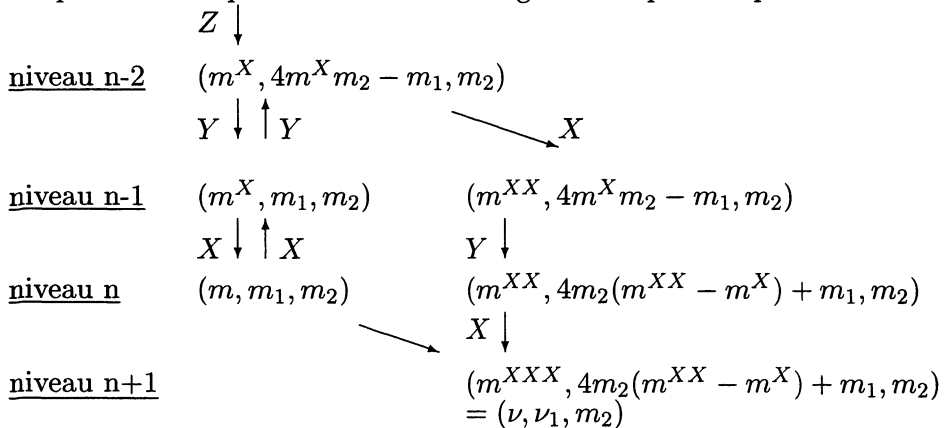 Z
niveau n-2 (m^X, 4m^X m_2 − m_1, m_2)
Y Y X
niveau n-1 (m^X, m_1, m_2) (m^{XX}, 4m^X m_2 − m_1, m_2)
X X Y
niveau n (m, m_1, m_2) (m^{XX}, 4m_2(m^{XX} − m^X) + m_1, m_2)
X
niveau n+1 (m^{XXX}, 4m_2(m^{XX} − m^X) + m_1, m_2)
= (ν, ν_1, m_2)